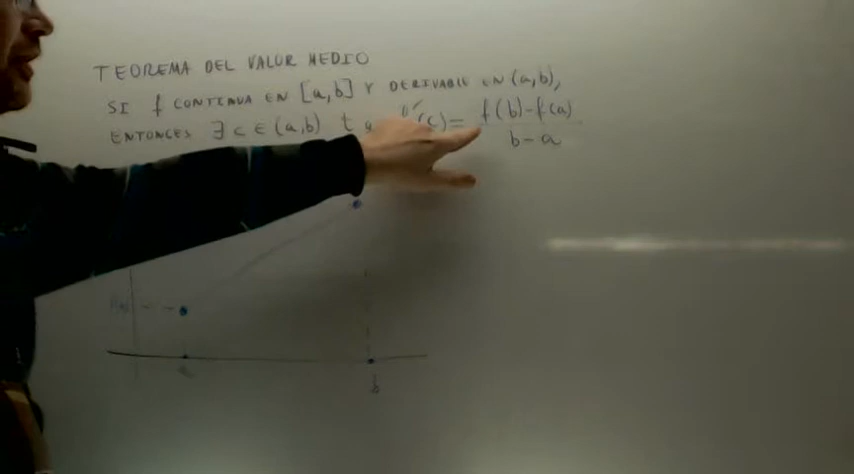 TEOREMA DEL VALOR MEDIO
SI f CONTINUA EN [a,b] Y DERIVABLE EN (a,b),
ENTONCES ∃ c ∈ (a,b) t q f'(c) = f(b)-f(a)
b-a
b